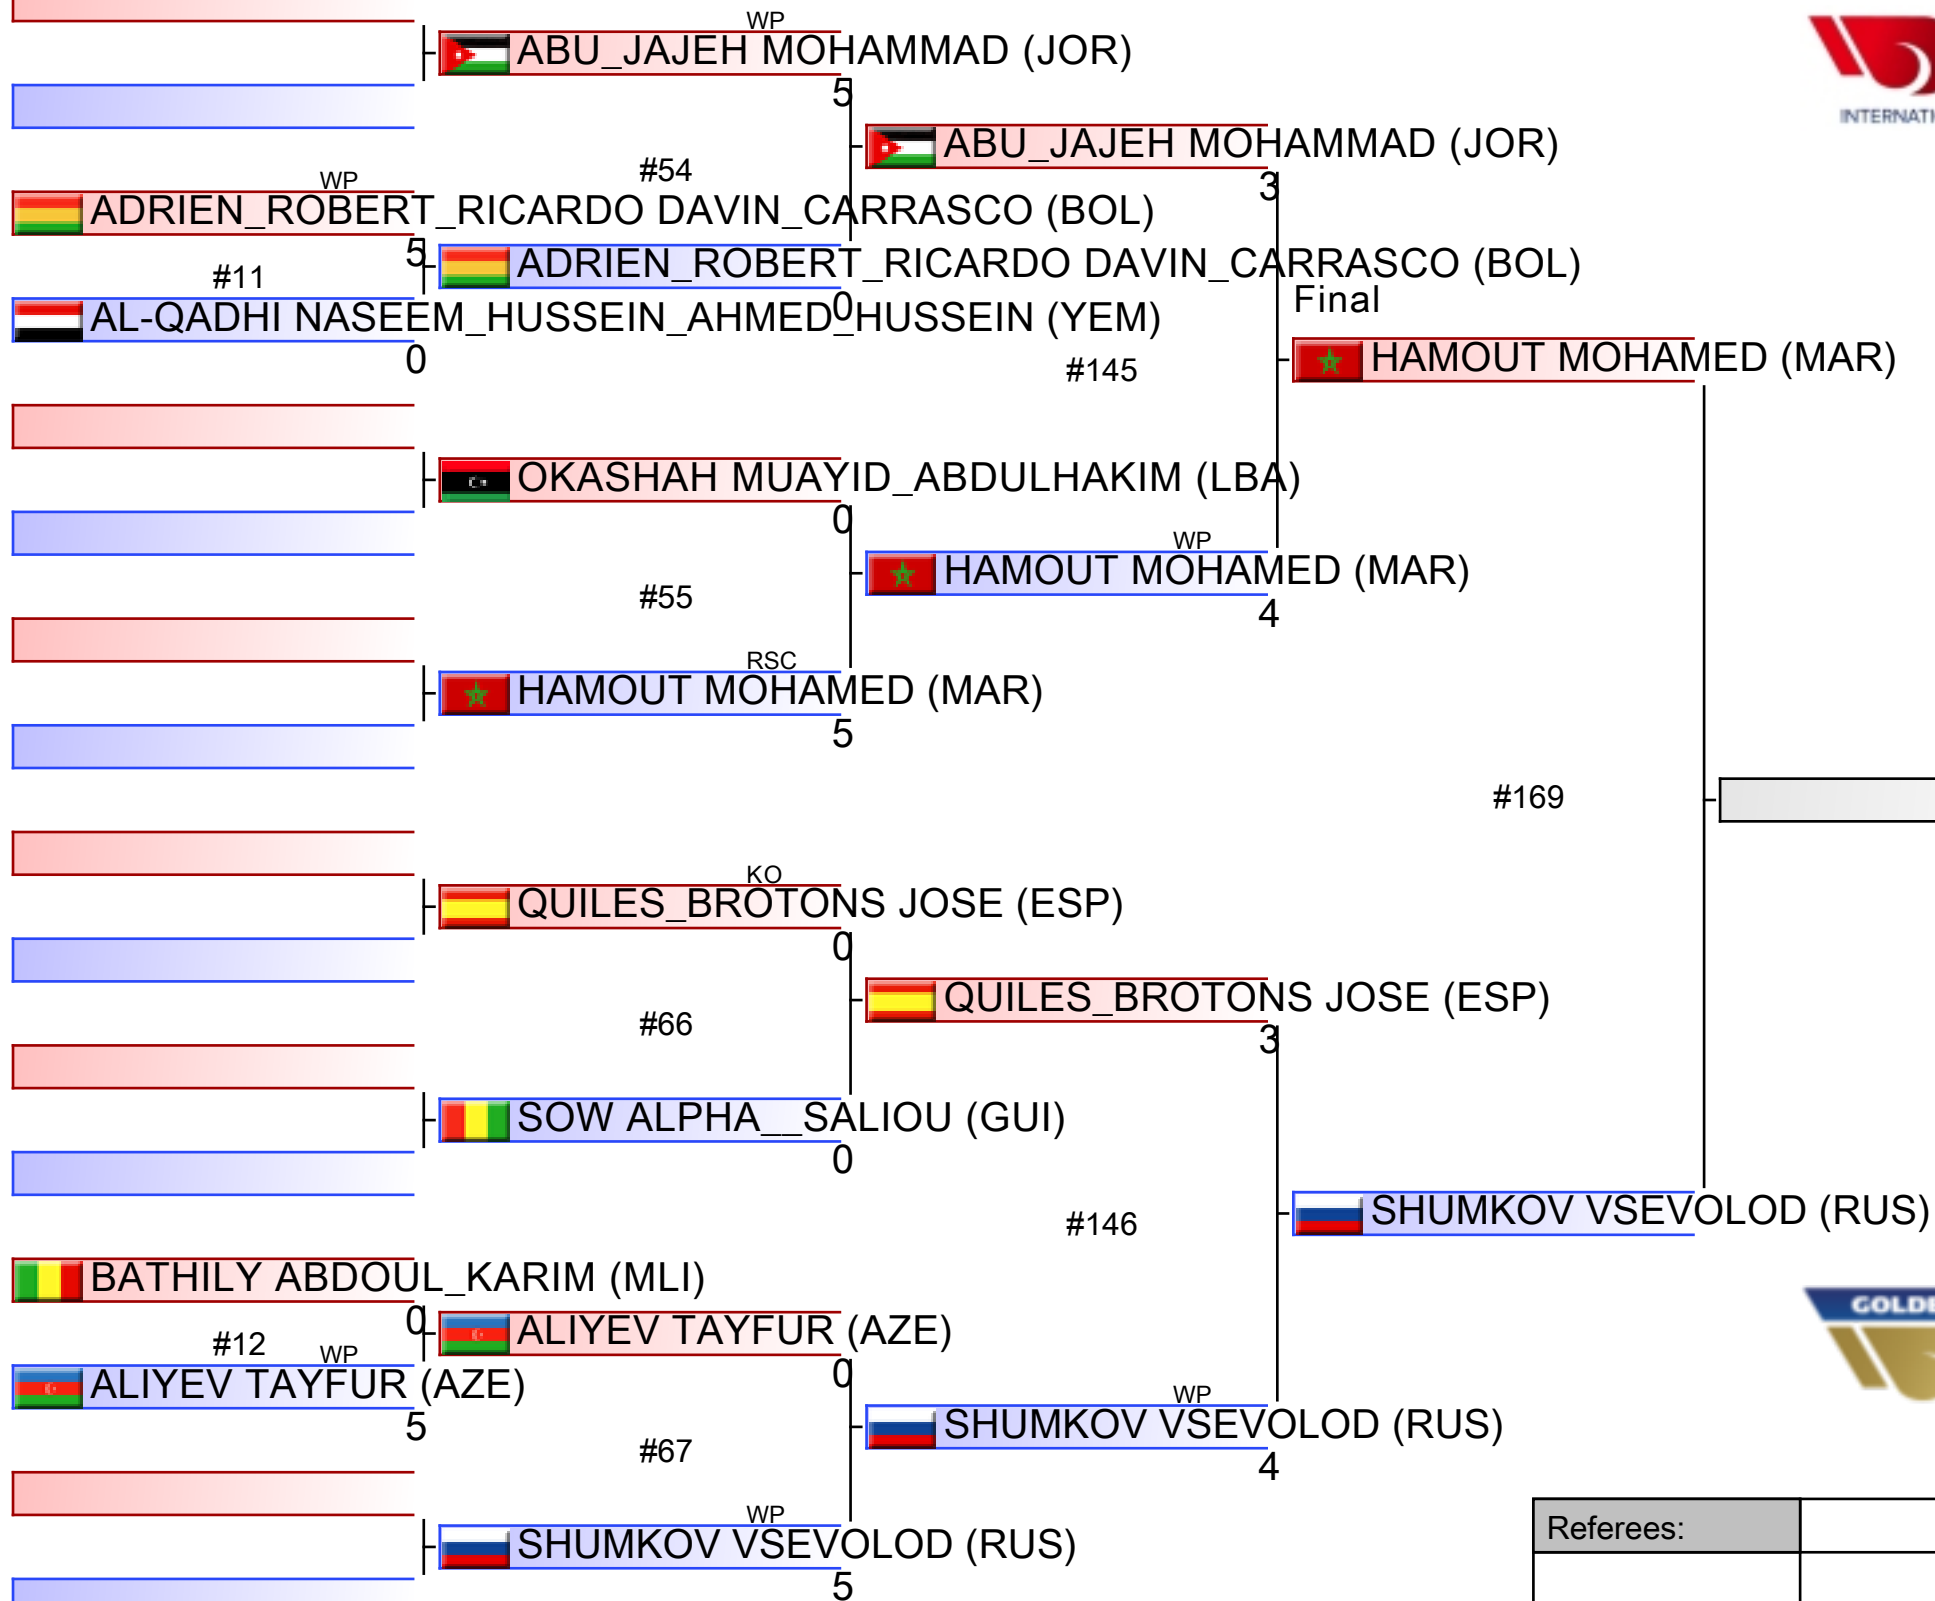 WP
ABU_JAJEH MOHAMMAD (JOR)
5
INTERNATI
ABU_JAJEH MOHAMMAD (JOR)
3
#54
WP
ADRIEN_ROBERT_RICARDO DAVIN_CARRASCO (BOL)
5
#11
ADRIEN_ROBERT_RICARDO DAVIN_CARRASCO (BOL)
0
Final
AL-QADHI NASEEM_HUSSEIN_AHMED_HUSSEIN (YEM)
0
#145
HAMOUT MOHAMED (MAR)
OKASHAH MUAYID_ABDULHAKIM (LBA)
0
WP
HAMOUT MOHAMED (MAR)
4
#55
RSC
HAMOUT MOHAMED (MAR)
5
#169
KO
QUILES_BROTONS JOSE (ESP)
0
QUILES_BROTONS JOSE (ESP)
3
#66
SOW ALPHA__SALIOU (GUI)
0
#146
SHUMKOV VSEVOLOD (RUS)
BATHILY ABDOUL_KARIM (MLI)
0
GOLDE
#12
WP
ALIYEV TAYFUR (AZE)
0
ALIYEV TAYFUR (AZE)
5
WP
SHUMKOV VSEVOLOD (RUS)
4
#67
WP
SHUMKOV VSEVOLOD (RUS)
5
Referees: